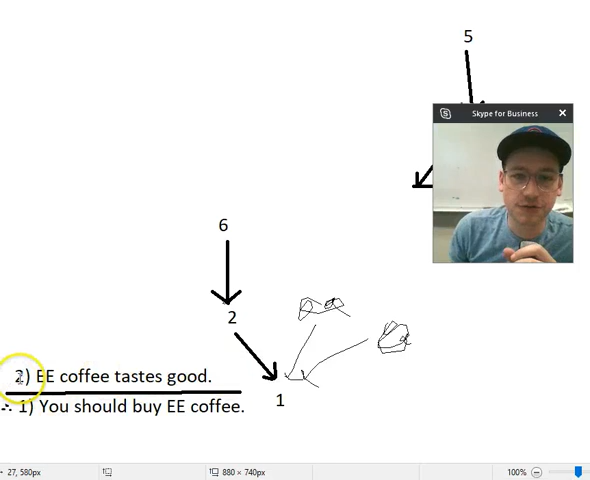 5
Skype for Business
6
2
2) EE coffee tastes good.
∴ 1) You should buy EE coffee.
1
27, 580px
880 × 740px
100%